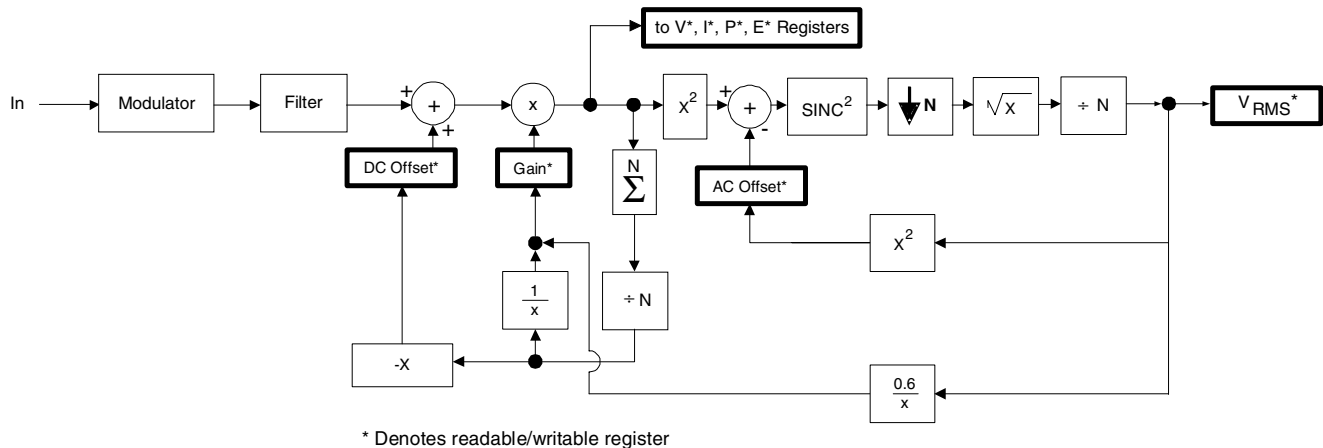 to V*, I*, P*, E* Registers
In
Modulator
Filter
+
+
+
x
X²
+
+
-
SINC²
N
√X
÷ N
V RMS*
DC Offset*
Gain*
N
Σ
AC Offset*
X²
1
x
÷ N
-X
0.6
x
* Denotes readable/writable register